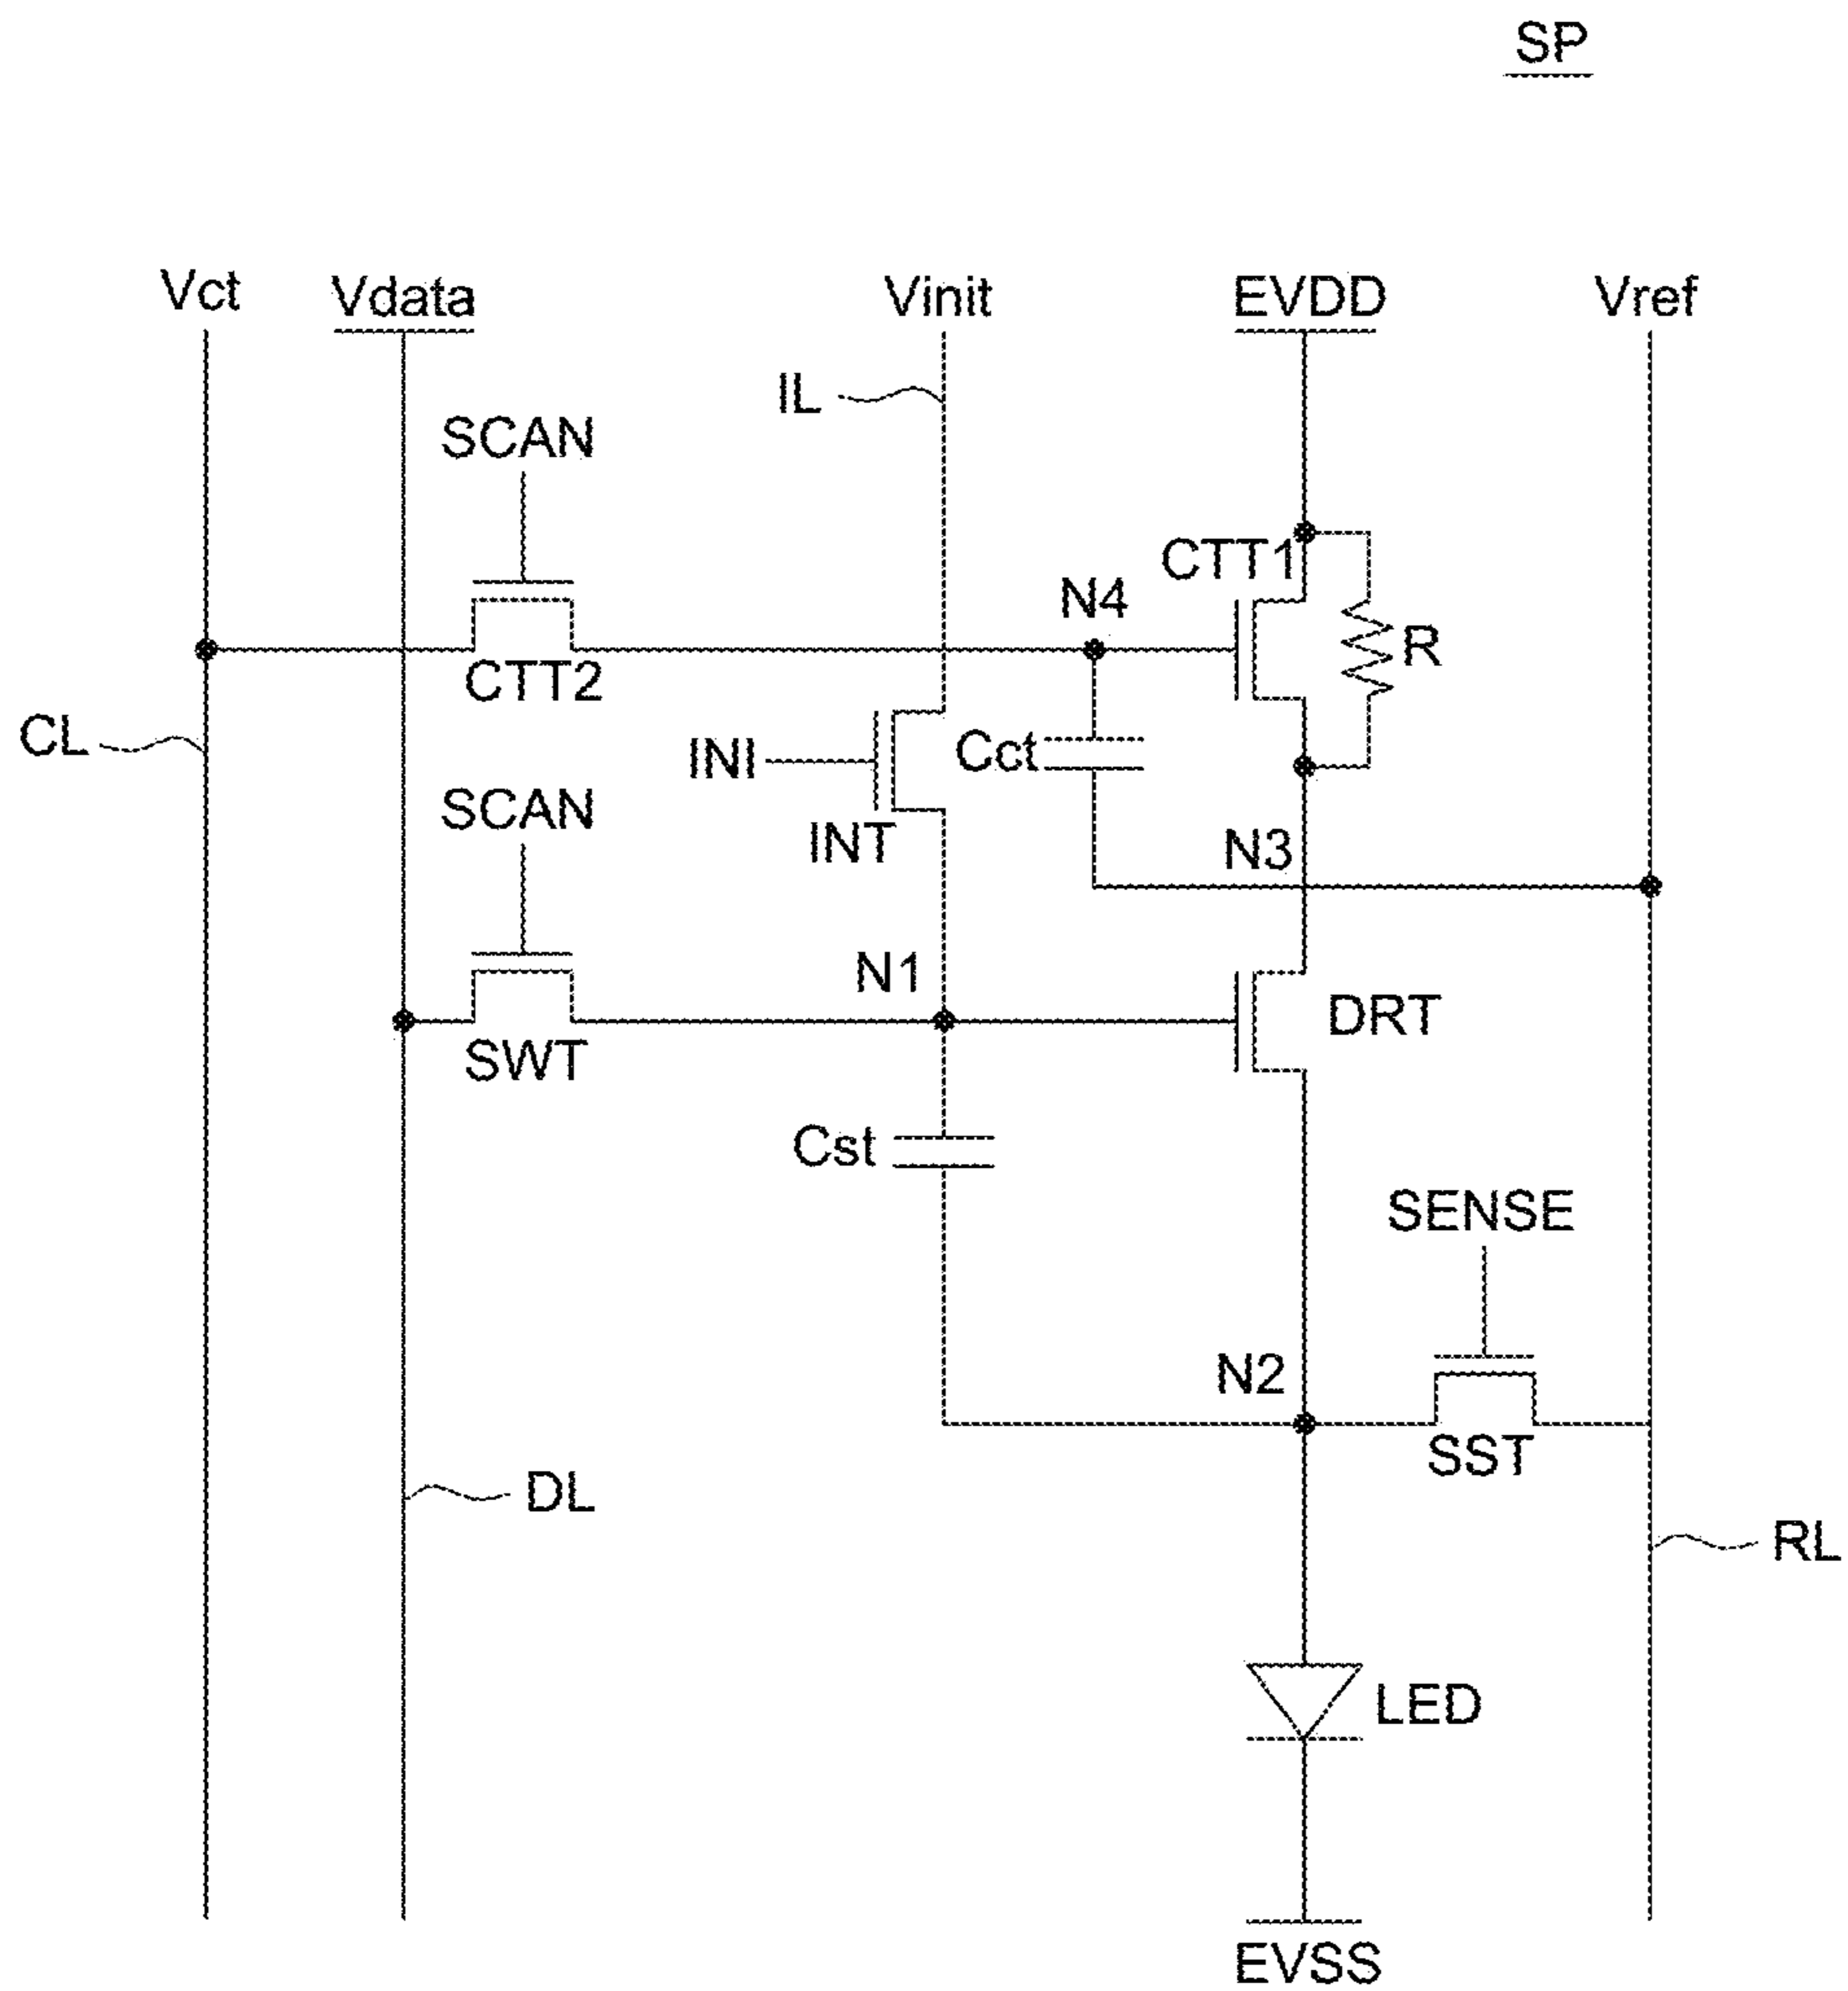 SP
Vct
Vdata
Vinit
EVDD
Vref
IL
SCAN
CTT1
N4
R
CTT2
CL
INI
Cct
SCAN
INT
N3
N1
DRT
SWT
Cst
SENSE
N2
SST
DL
RL
LED
EVSS